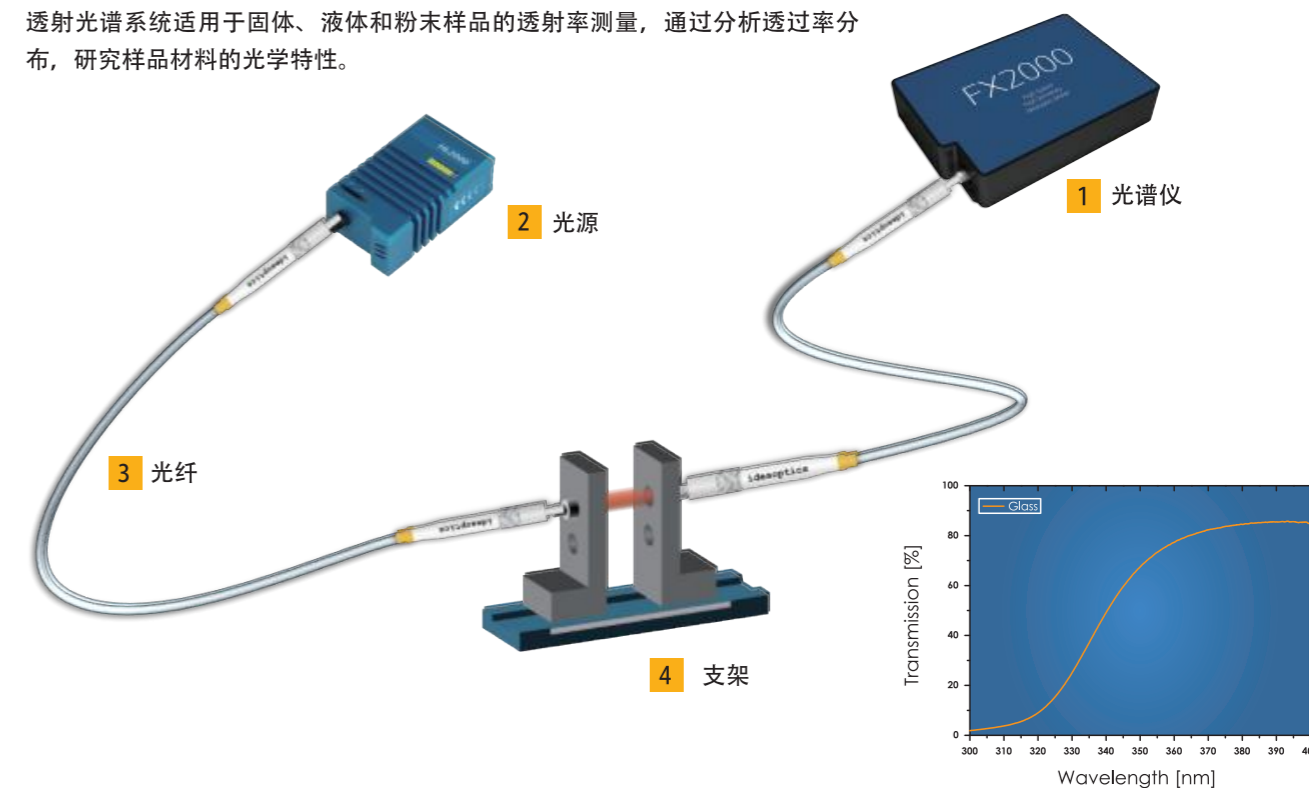 透射光谱系统适用于固体、液体和粉末样品的透射率测量，通过分析透过率分
布，研究样品材料的光学特性。
FX2000
1 光谱仪
2 光源
ideaoptics
ideaoptics
3 光纤
ideaoptics
ideaoptics
4 支架
Glass
Transmission [%]
100
80
60
40
20
0
300 310 320 330 340 350 360 370 380 390
Wavelength [nm]